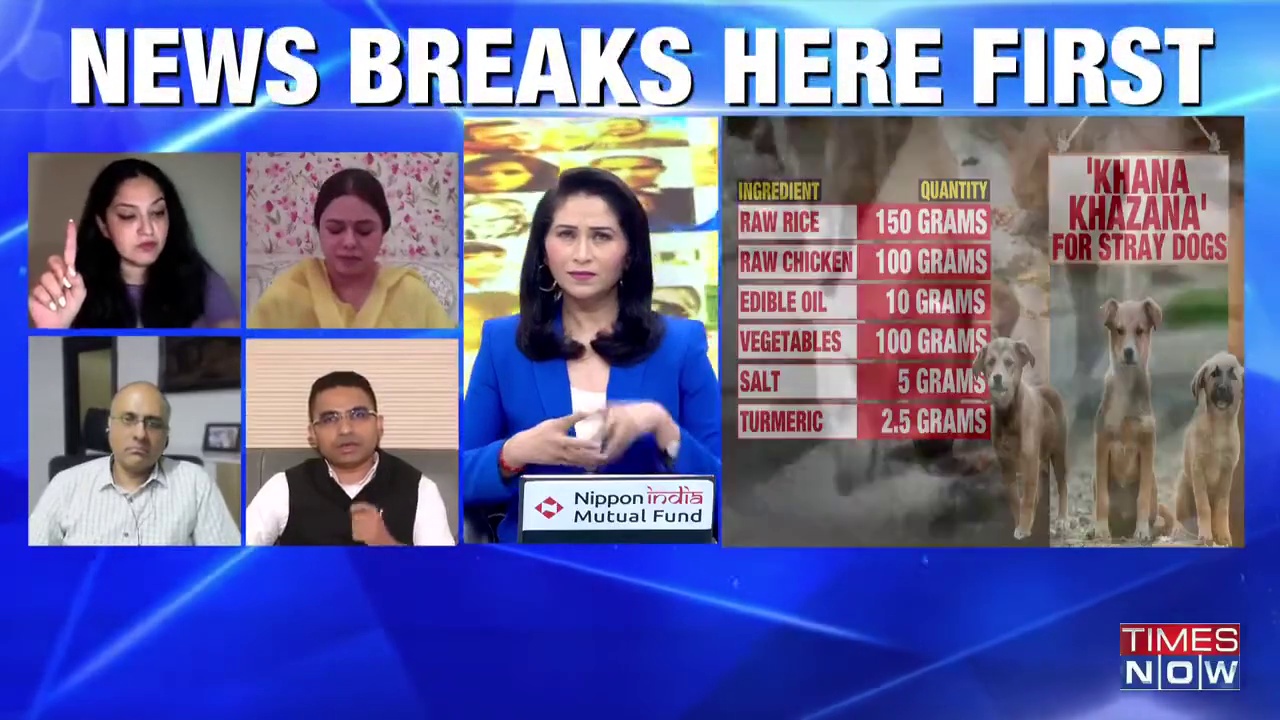 NEWS BREAKS HERE FIRST
INGREDIENT QUANTITY
RAW RICE 150 GRAMS
RAW CHICKEN 100 GRAMS
EDIBLE OIL 10 GRAMS
VEGETABLES 100 GRAMS
SALT 5 GRAMS
TURMERIC 2.5 GRAMS
'KHANA
KHAZANA'
FOR STRAY DOGS
Nippon india
Mutual Fund
TIMES
NOW